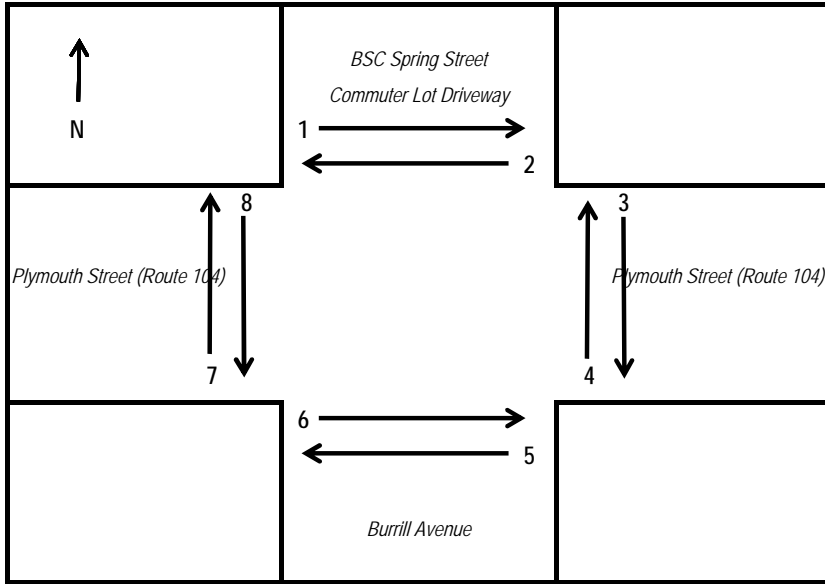 BSC Spring Street
Commuter Lot Driveway
N
1
2
8
3
Plymouth Street (Route 104)
Plymouth Street (Route 104)
7
4
6
5
Burrill Avenue